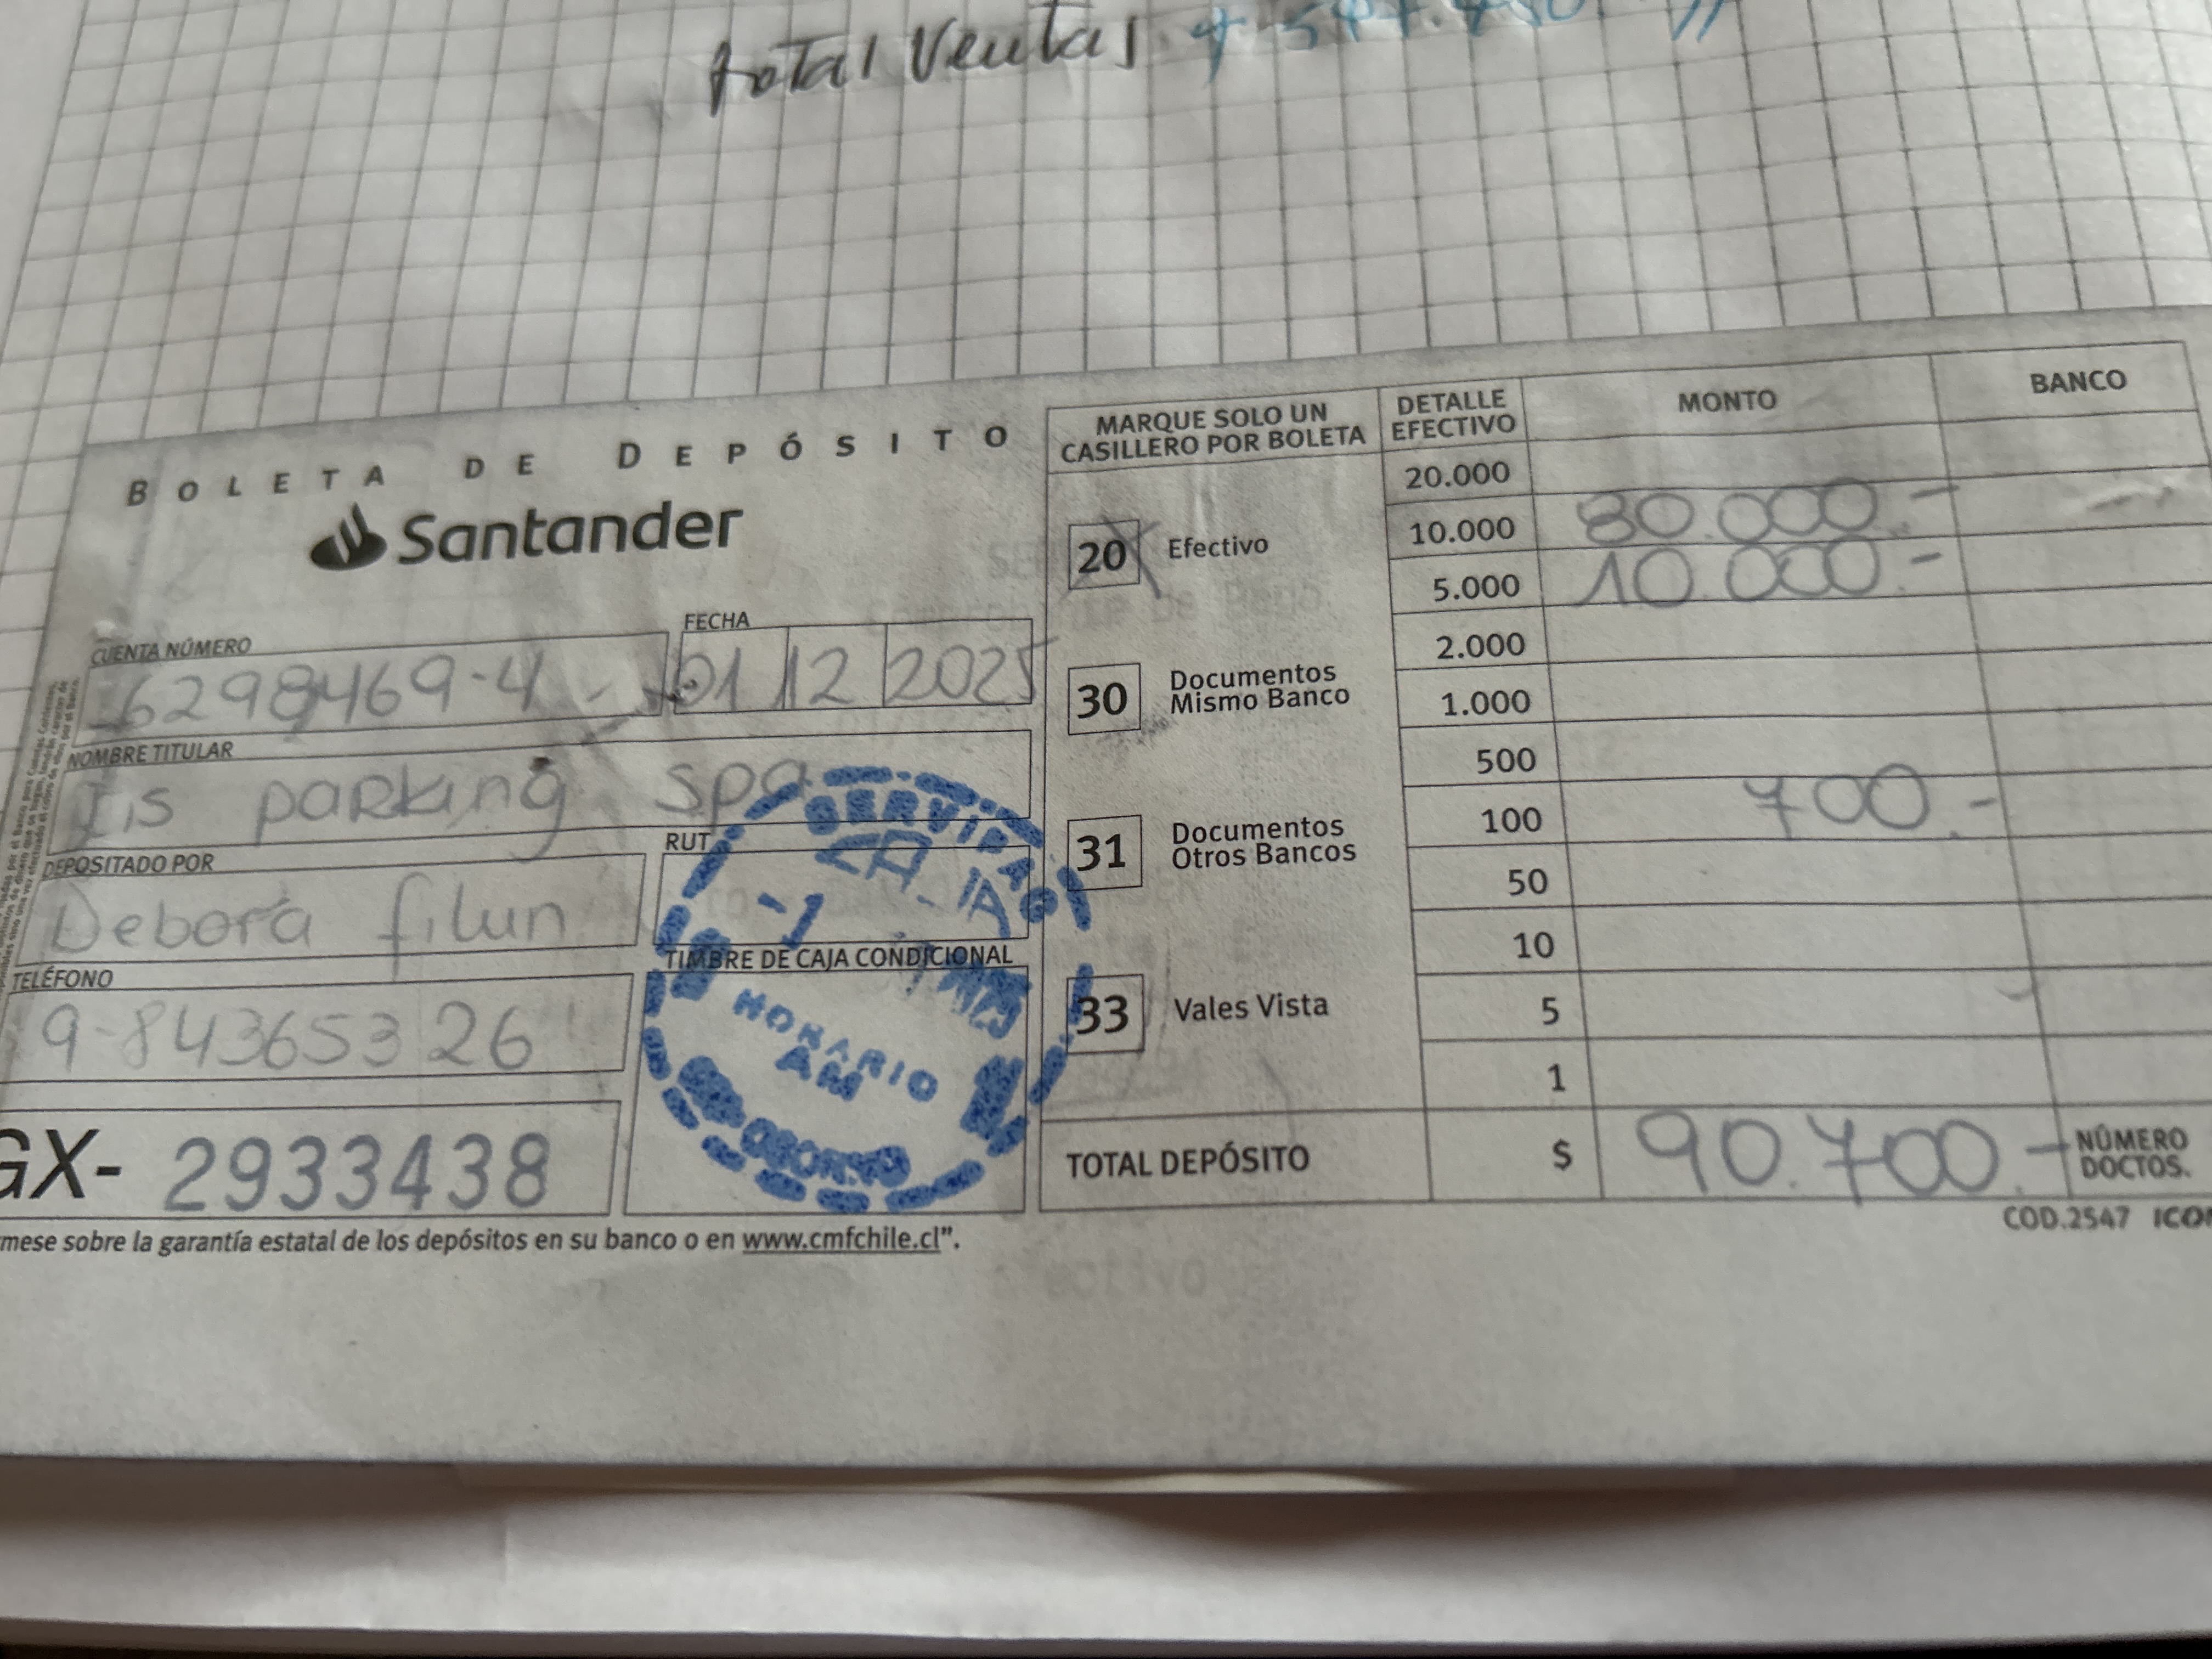 total Ventas
BOLETA DE DEPÓSITO
Santander
CUENTA NÚMERO
6298469-4
FECHA
01 12 2025
NOMBRE TITULAR
Iis parking spa
DEPOSITADO POR
Debora filun
RUT
TELÉFONO
9-84365326
TIMBRE DE CAJA CONDICIONAL
SERVIPAG
HORARIO
AM
GX- 2933438
mese sobre la garantía estatal de los depósitos en su banco o en www.cmfchile.cl".
MARQUE SOLO UN
CASILLERO POR BOLETA
20 Efectivo
30 Documentos
Mismo Banco
31 Documentos
Otros Bancos
33 Vales Vista
DETALLE
EFECTIVO
MONTO
BANCO
20.000
10.000 80.000.-
5.000 10.000.-
2.000
1.000
500
100 700.-
50
10
5
1
TOTAL DEPÓSITO $ 90.700.-
NÚMERO
DOCTOS.
COD.2547
efectivo